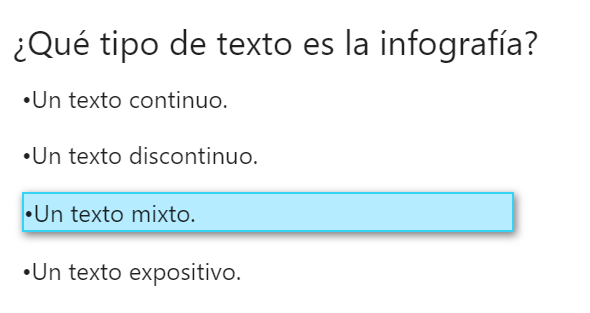 ¿Qué tipo de texto es la infografía?
•Un texto continuo.
•Un texto discontinuo.
•Un texto mixto.
•Un texto expositivo.